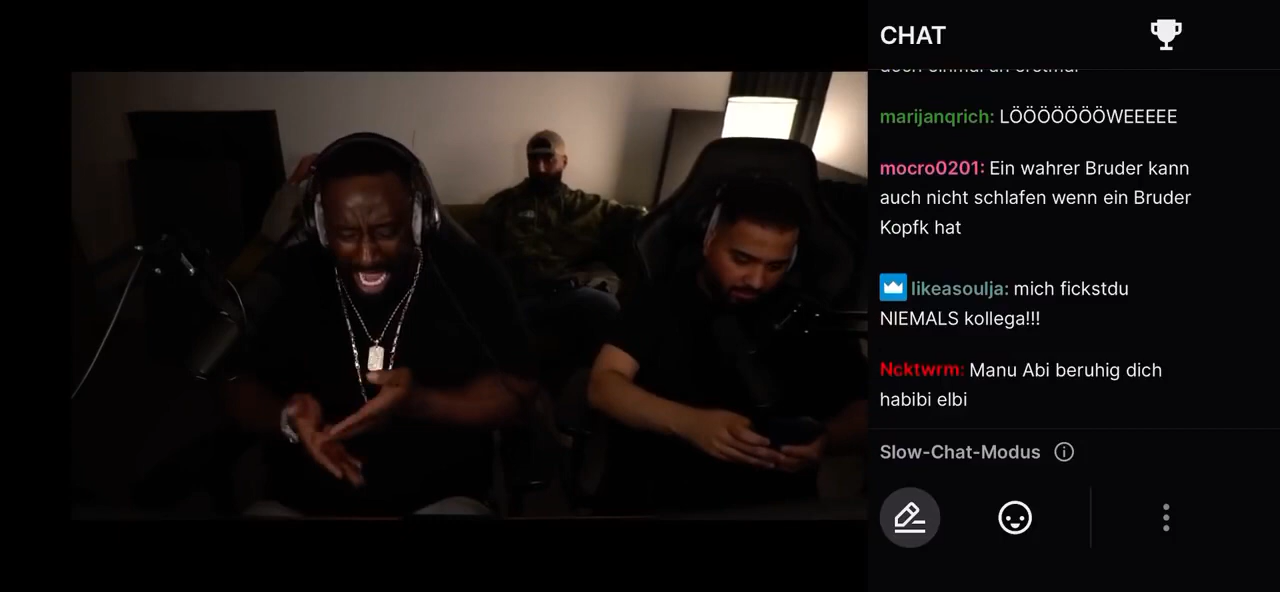 CHAT
marijanqrich: LÖÖÖÖÖÖÖWEEEEE
mocro0201: Ein wahrer Bruder kann
auch nicht schlafen wenn ein Bruder
Kopfk hat
likeasoulja: mich fickstdu
NIEMALS kollega!!!
Ncktwrm: Manu Abi beruhig dich
habibi elbi
Slow-Chat-Modus